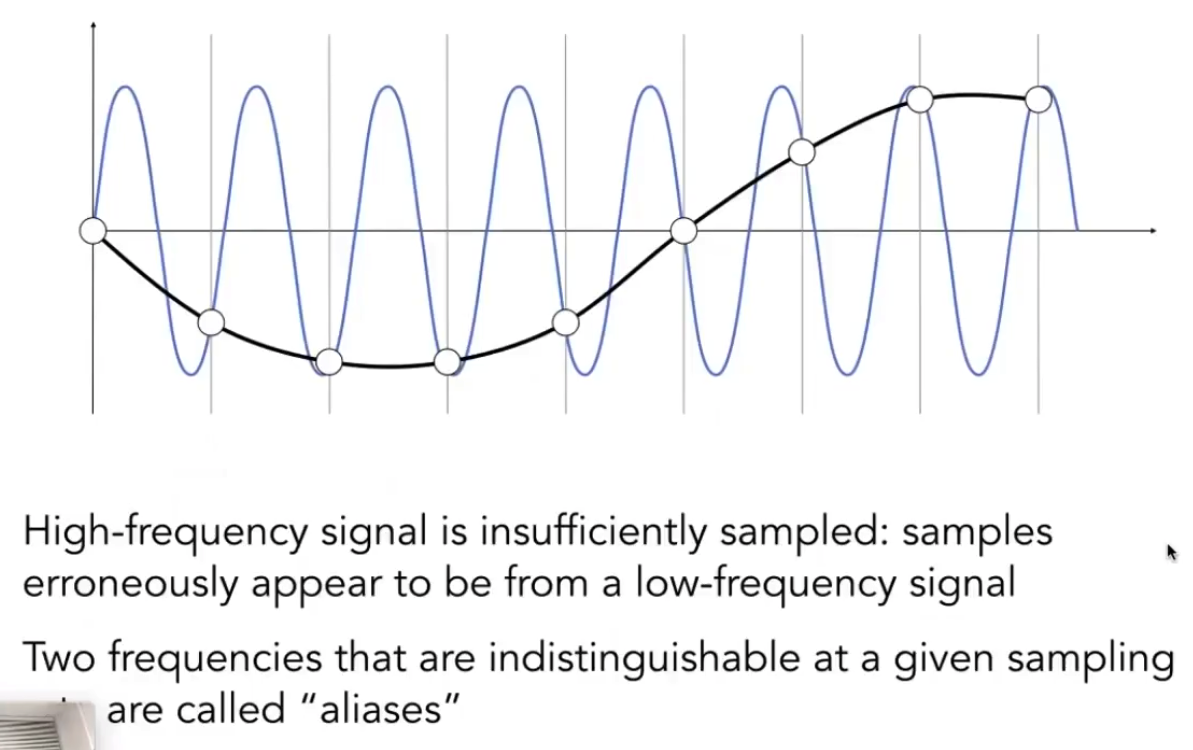 High-frequency signal is insufficiently sampled: samples
erroneously appear to be from a low-frequency signal
Two frequencies that are indistinguishable at a given sampling
are called “aliases”